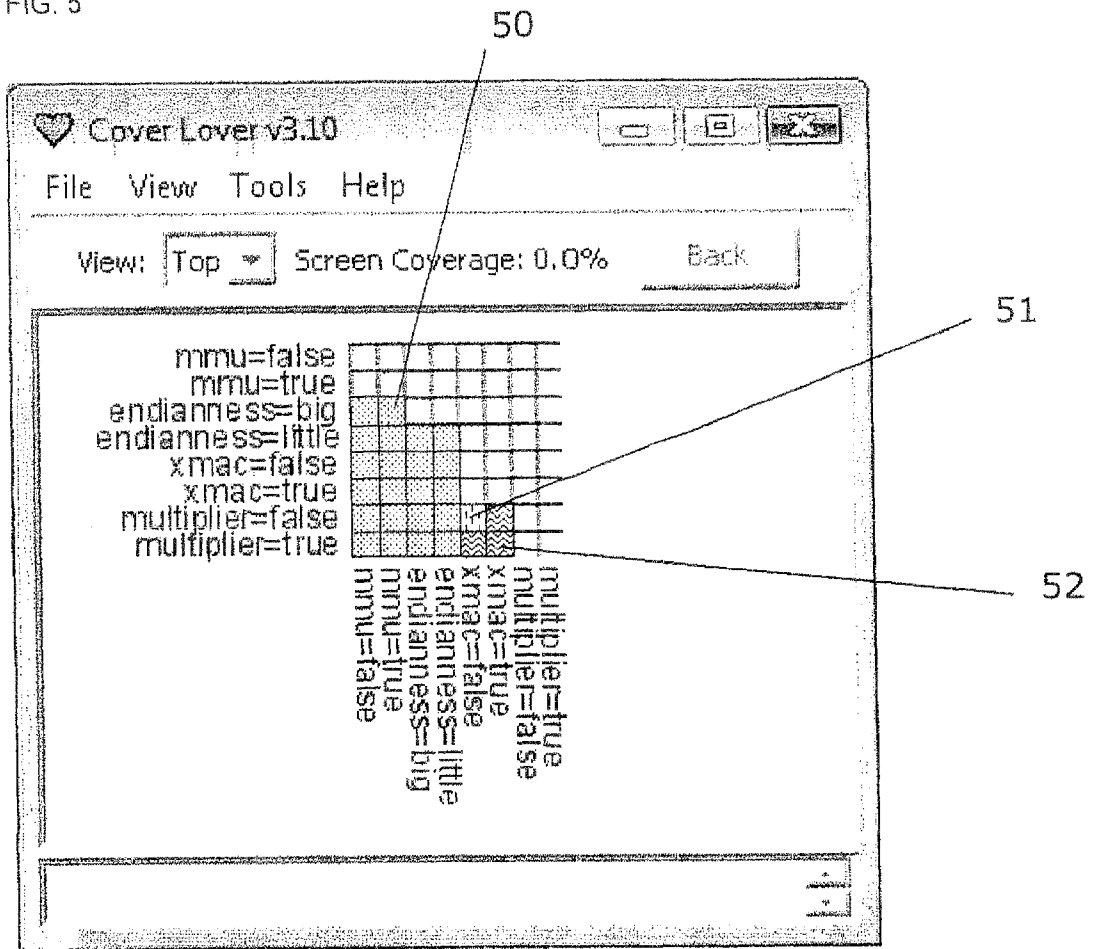 FIG. 5
50
Cover Lover v3.10
File View Tools Help
View: Top Screen Coverage: 0.0% Back
51
mmu=false
mmu=true
endianness=big
endianness=little
xmac=false
xmac=true
multiplier=false
multiplier=true
52
mmu=false
mmu=true
endianness=big
endianness=little
xmac=false
xmac=true
multiplier=false
multiplier=true